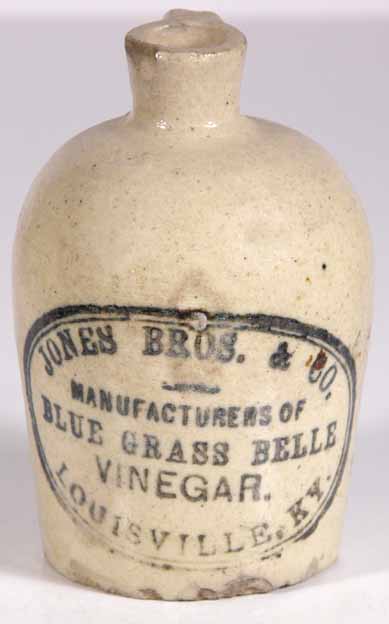 JONES BROS. & CO.
MANUFACTURERS OF
BLUE GRASS BELLE
VINEGAR.
LOUISVILLE, KY.